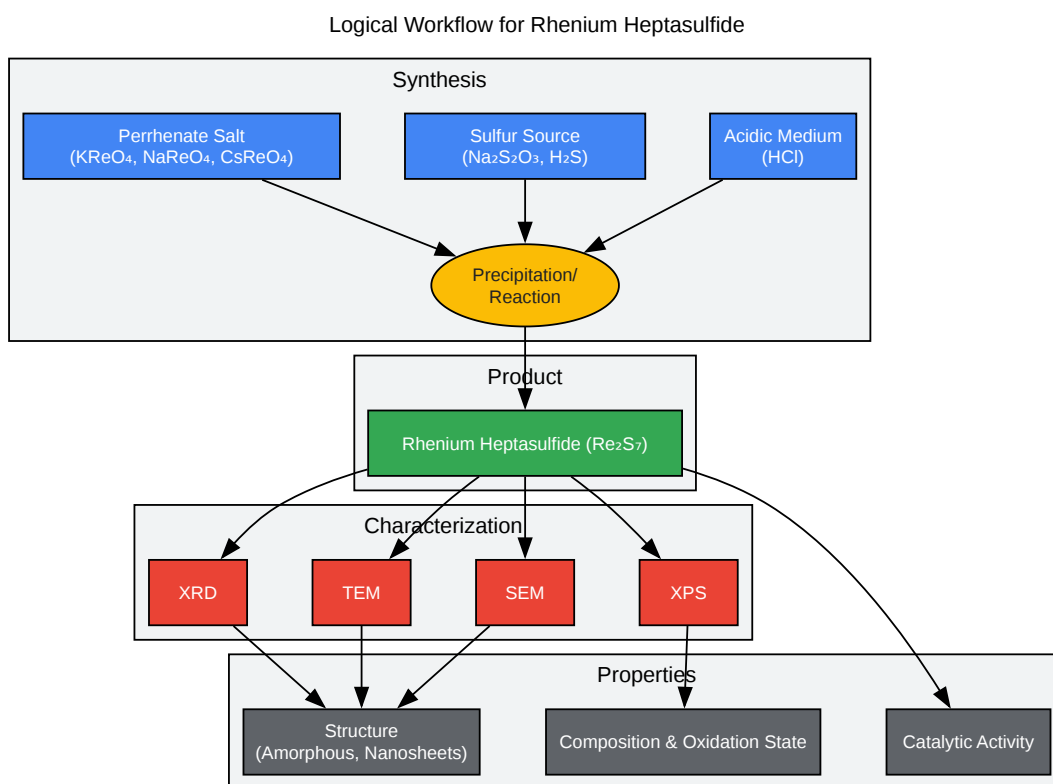 Logical Workflow for Rhenium Heptasulfide
Synthesis
Perrhenate Salt
(KReO₄, NaReO₄, CsReO₄)
Sulfur Source
(Na₂S₂O₃, H₂S)
Acidic Medium
(HCl)
Precipitation/
Reaction
Product
Rhenium Heptasulfide (Re₂S₇)
Characterization
XRD
TEM
SEM
XPS
Properties
Structure
(Amorphous, Nanosheets)
Composition & Oxidation State
Catalytic Activity